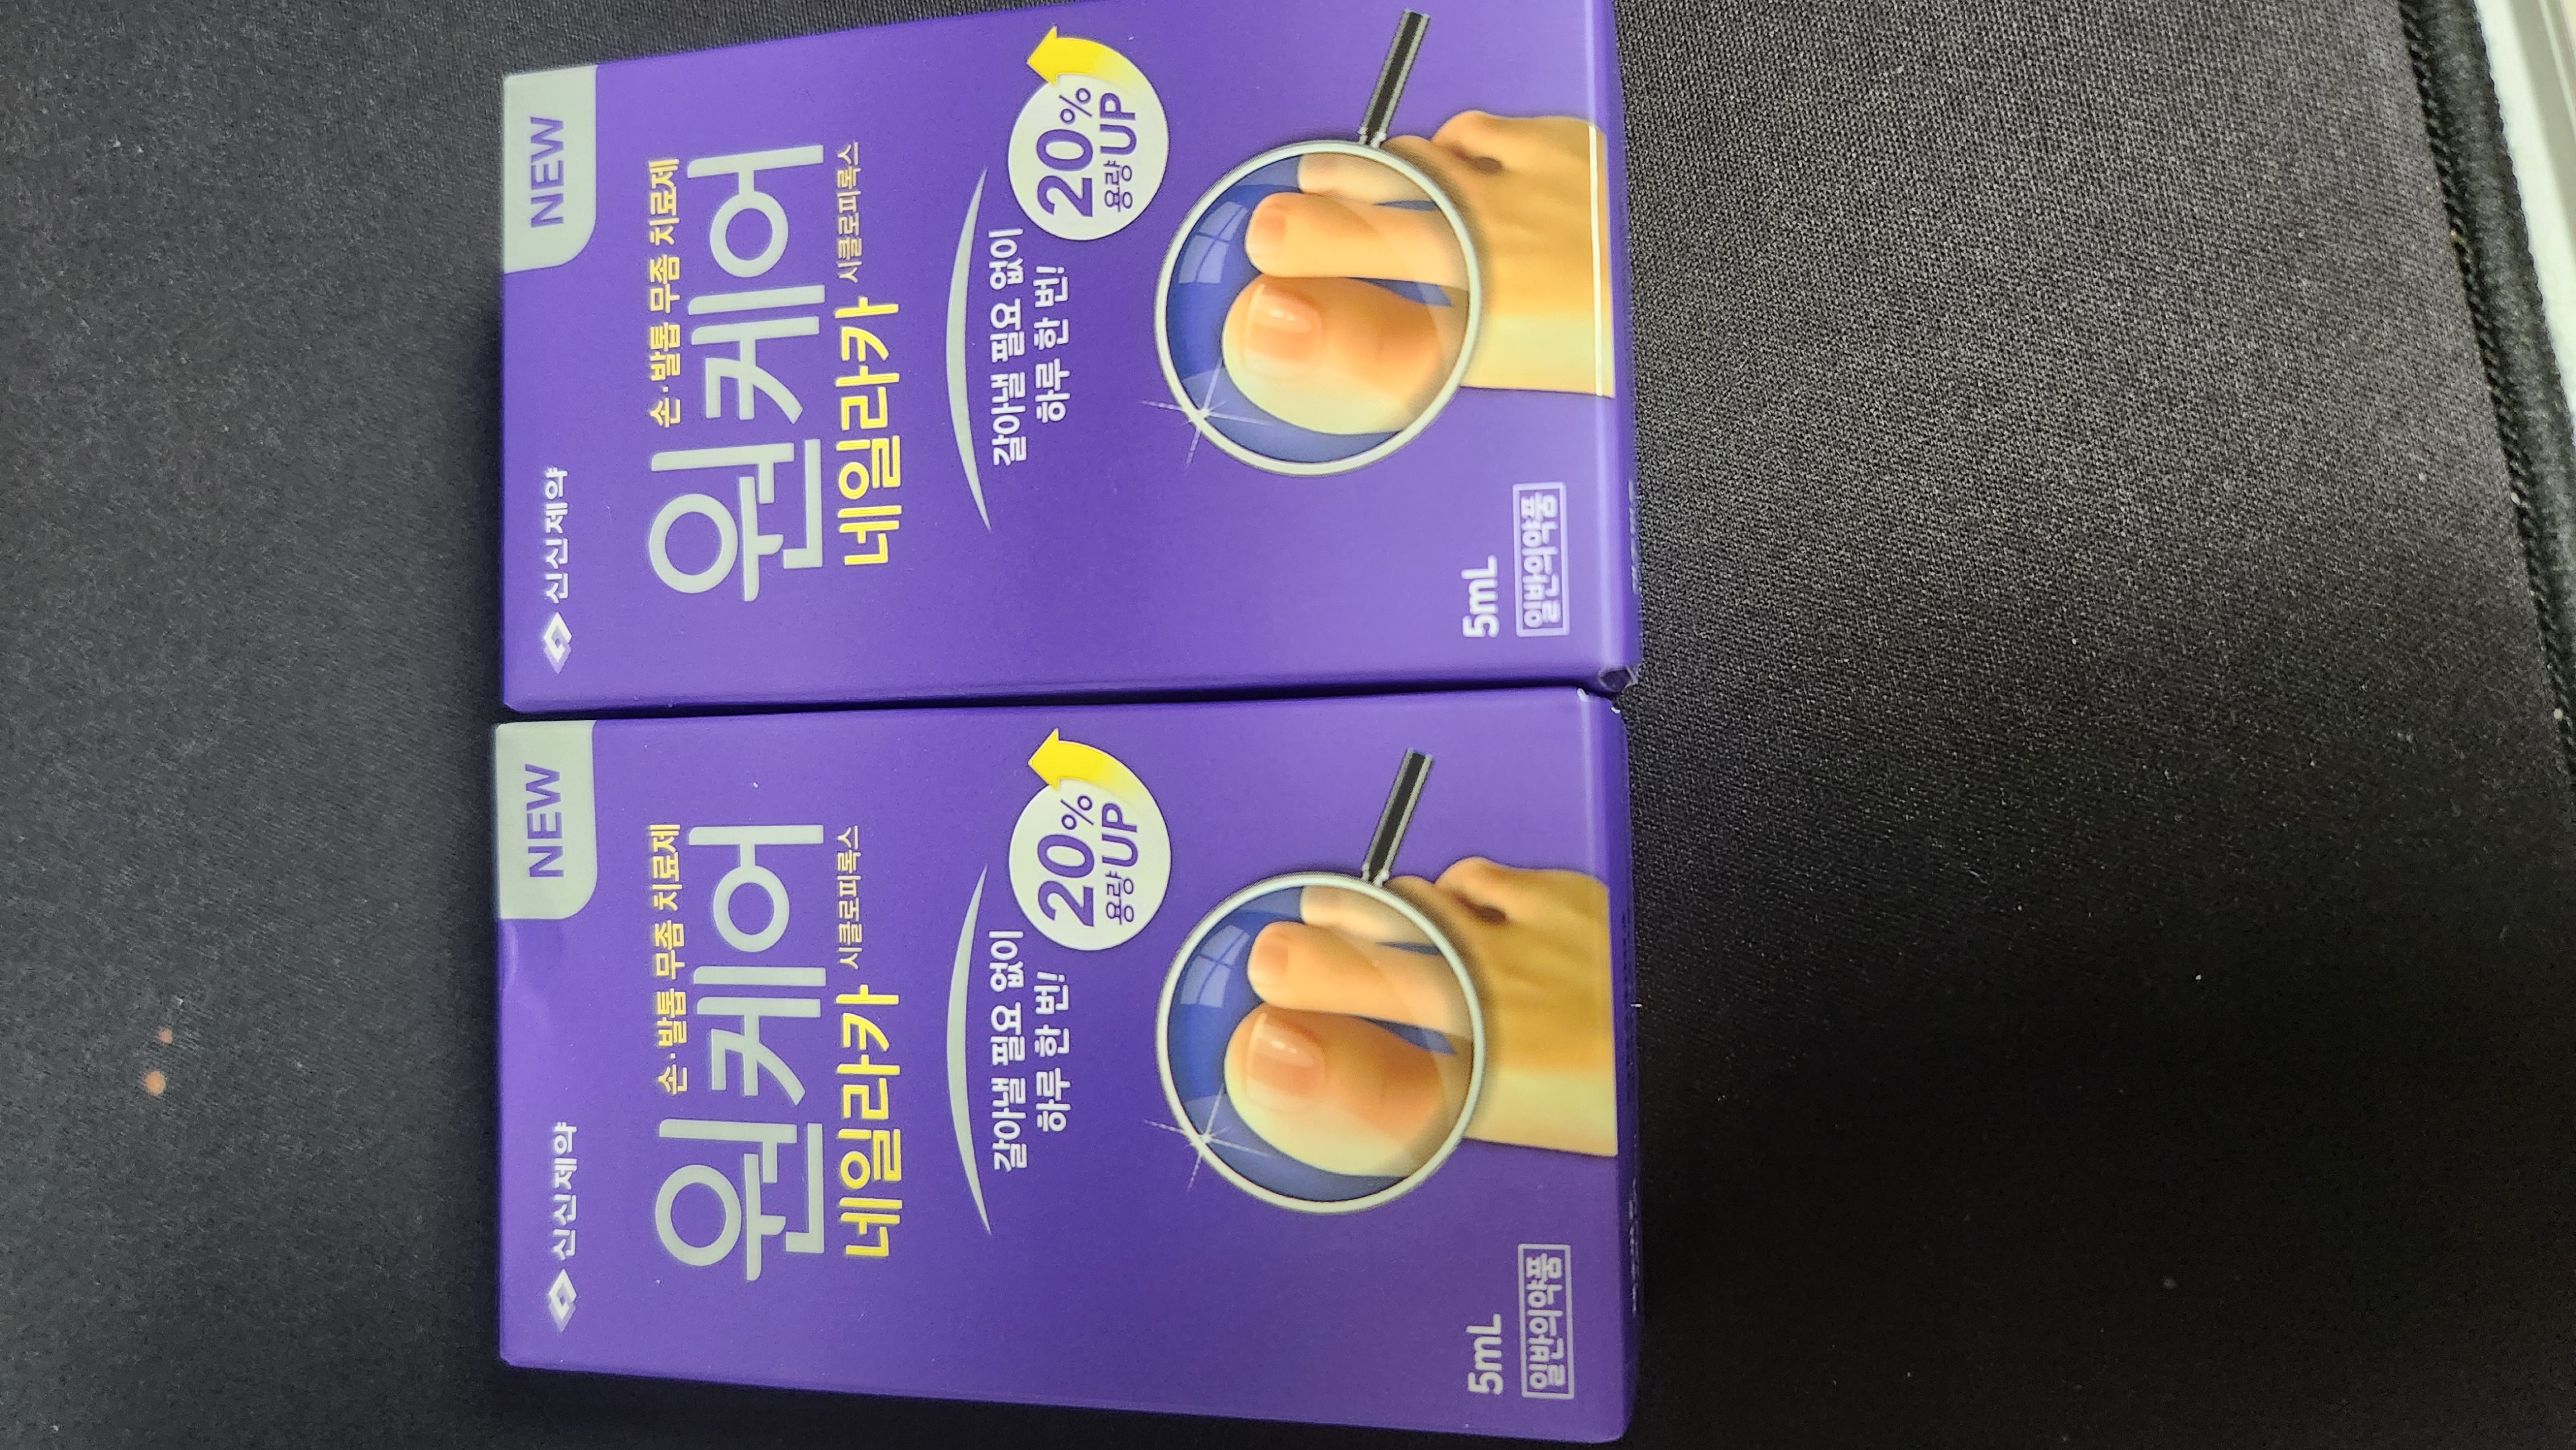 신신제약
NEW
손·발톱 무좀 치료제
원케어
네일라카 시클로피록스
갈아낼 필요 없이
하루 한 번!
20%
용량 UP
5mL
일반의약품
신신제약
NEW
손·발톱 무좀 치료제
원케어
네일라카 시클로피록스
갈아낼 필요 없이
하루 한 번!
20%
용량 UP
5mL
일반의약품